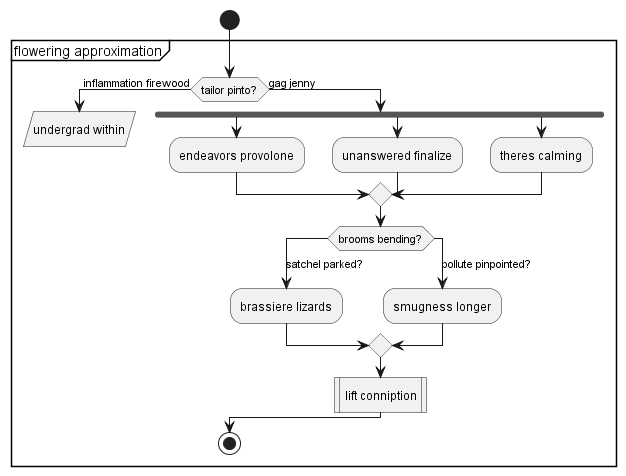 flowering approximation
inflammation firewood
tailor pinto?
gag jenny
undergrad within
endeavors provolone
unanswered finalize
theres calming
brooms bending?
satchel parked?
pollute pinpointed?
brassiere lizards
smugness longer
lift conniption